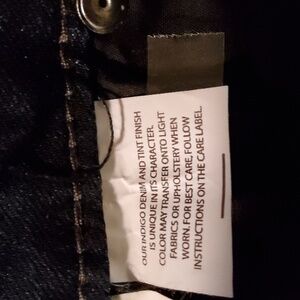 OUR INDIGO DENIM AND TINT FINISH
IS UNIQUE IN ITS CHARACTER.
COLOR MAY TRANSFER ONTO LIGHT
FABRICS OR UPHOLSTERY WHEN
WORN. FOR BEST CARE, FOLLOW
INSTRUCTIONS ON THE CARE LABEL.